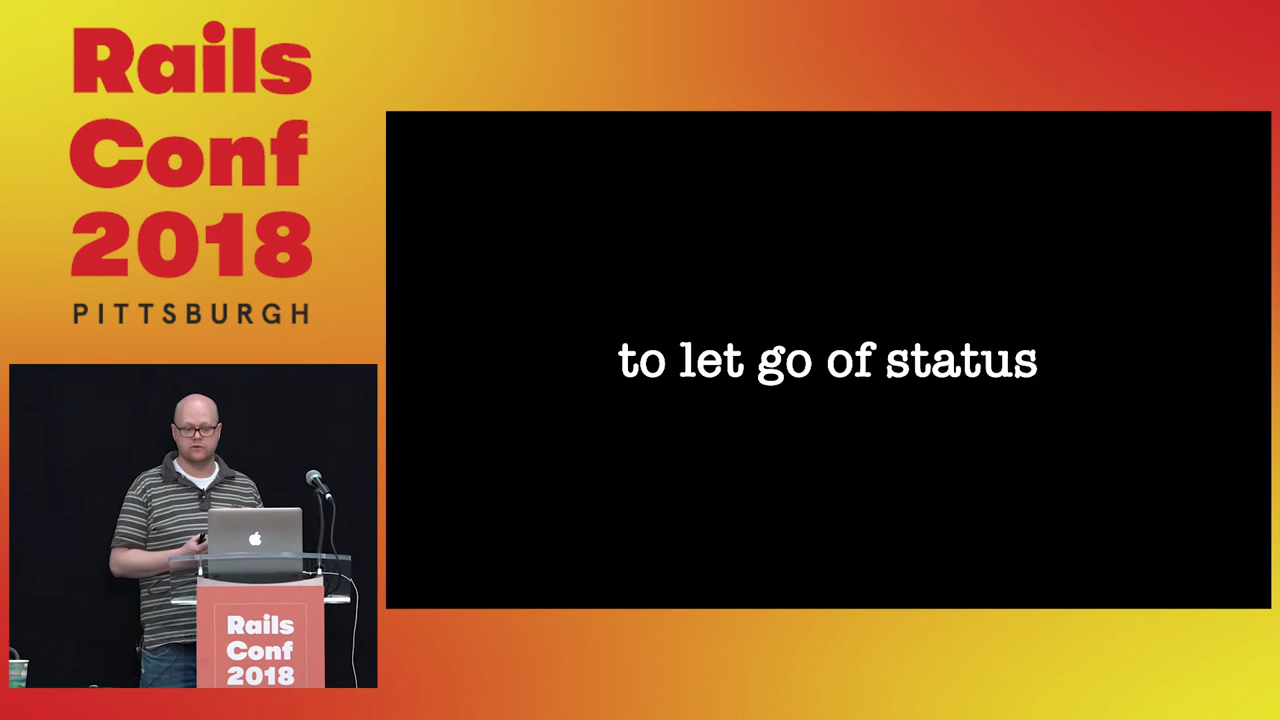 Rails
Conf
2018
PITTSBURGH
to let go of status
Rails
Conf
2018